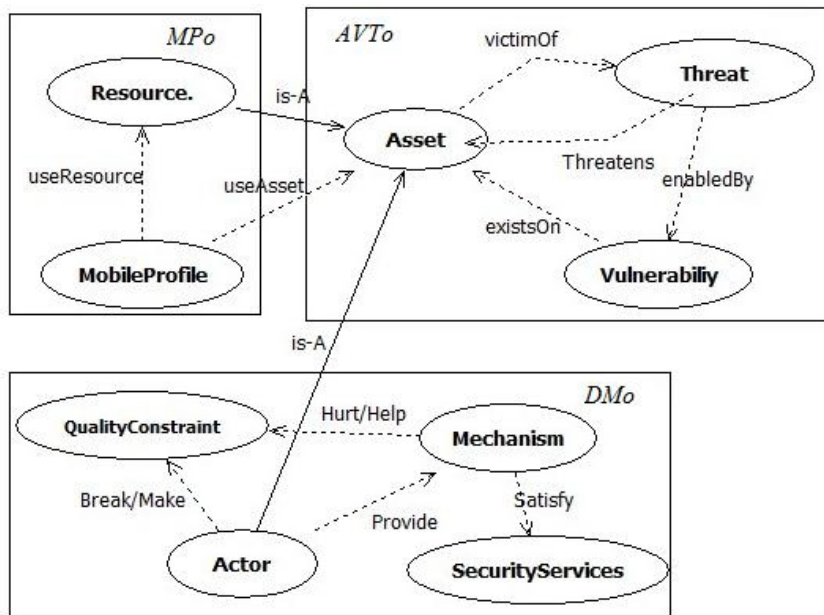 MPo
AVTo
victimOf
Resource.
is-A
Threat
Asset
Threatens
useResource
useAsset
enabledBy
existsOn
MobileProfile
Vulnerabiliy
is-A
DMo
QualityConstraint
Hurt/Help
Mechanism
Break/Make
Provide
Satisfy
Actor
SecurityServices